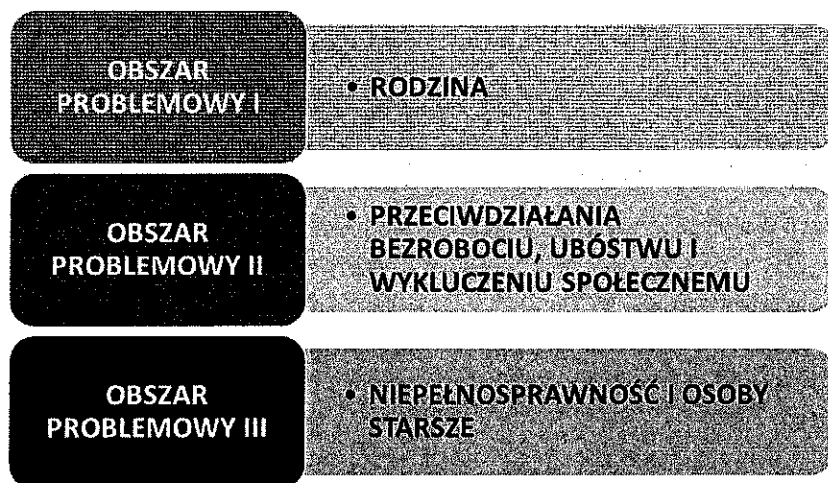 OBSZAR
PROBLEMOWY I
• RODZINA
OBSZAR
PROBLEMOWY II
• PRZECIWDZIAŁANIA
BEZROBOCIU, UBÓSTWU I
WYKLUCZENIU SPOŁECZNEMU
OBSZAR
PROBLEMOWY III
• NIEPEŁNOSPRAWNOŚĆ I OSOBY
STARSZE